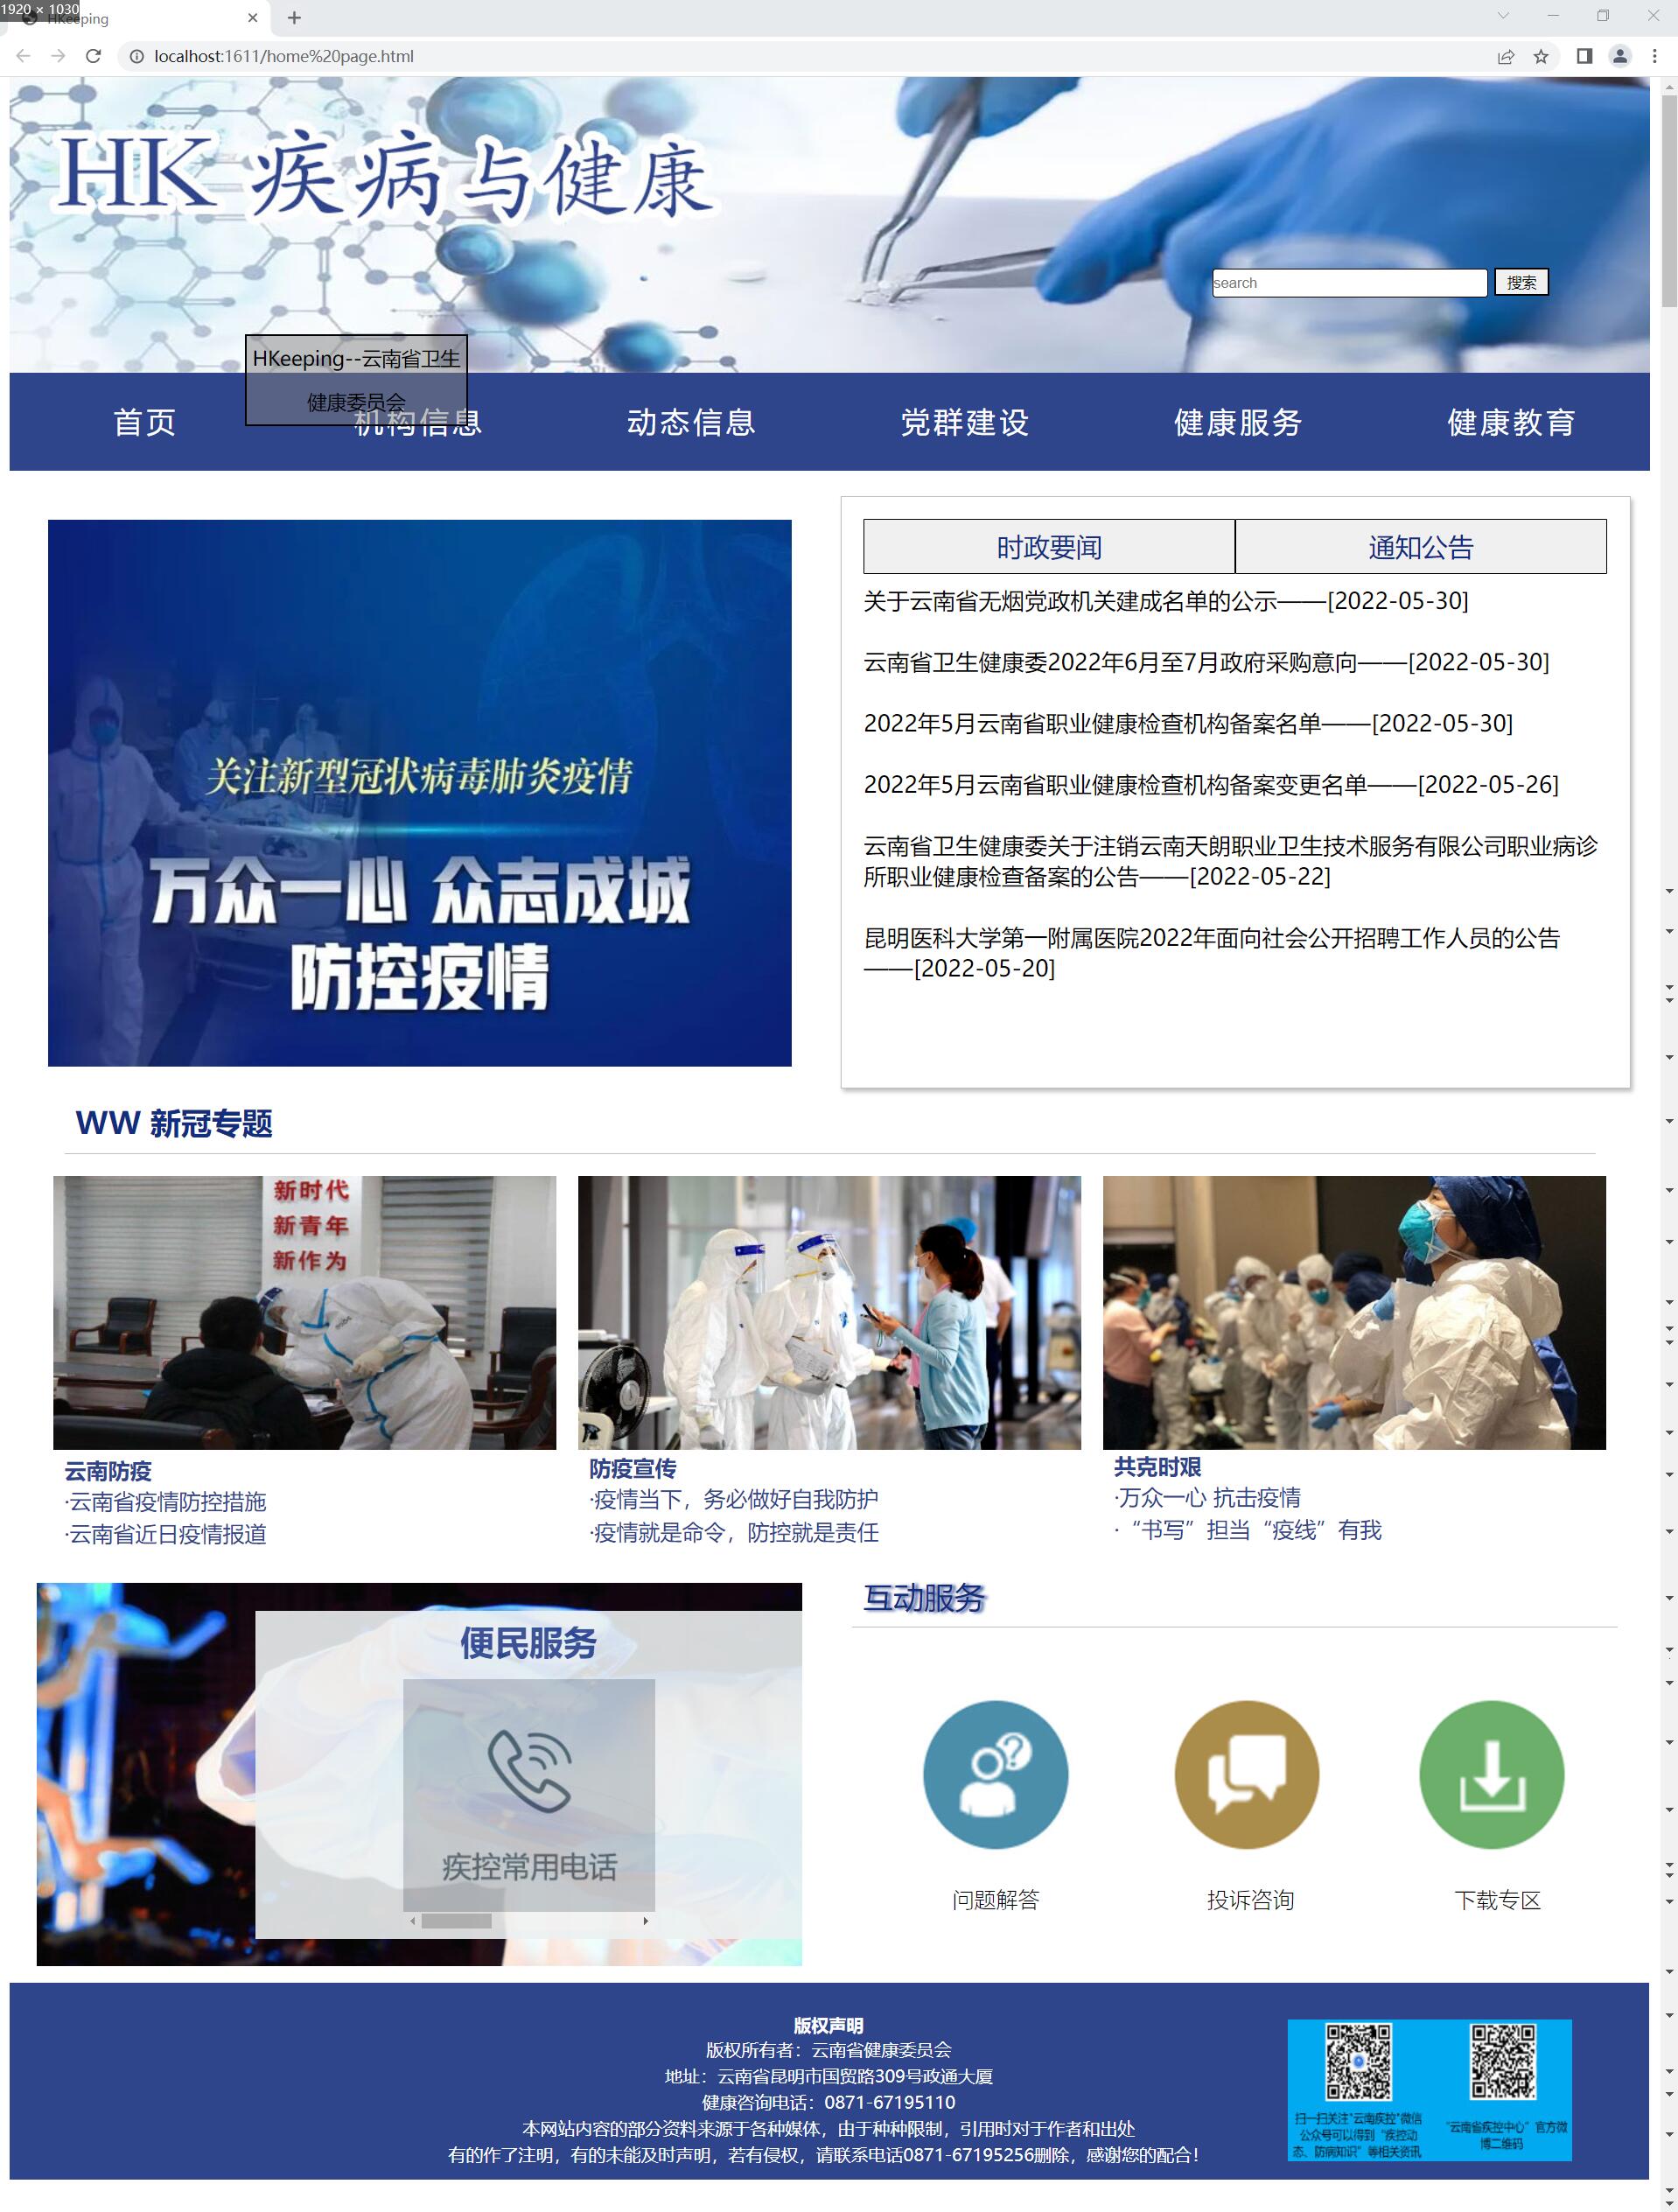 1920 × 1030
HKeeping
localhost:1611/home%20page.html
HK 疾病与健康
search
搜索
HKeeping--云南省卫生
健康委员会
首页
机构信息
动态信息
党群建设
健康服务
健康教育
关注新型冠状病毒肺炎疫情
万众一心 众志成城
防控疫情
时政要闻
通知公告
关于云南省无烟党政机关建成名单的公示——[2022-05-30]
云南省卫生健康委2022年6月至7月政府采购意向——[2022-05-30]
2022年5月云南省职业健康检查机构备案名单——[2022-05-30]
2022年5月云南省职业健康检查机构备案变更名单——[2022-05-26]
云南省卫生健康委关于注销云南天朗职业卫生技术服务有限公司职业病诊
所职业健康检查备案的公告——[2022-05-22]
昆明医科大学第一附属医院2022年面向社会公开招聘工作人员的公告
——[2022-05-20]
WW 新冠专题
新时代
新青年
新作为
云南防疫
·云南省疫情防控措施
·云南省近日疫情报道
防疫宣传
·疫情当下，务必做好自我防护
·疫情就是命令，防控就是责任
共克时艰
·万众一心 抗击疫情
·“书写”担当“疫线”有我
便民服务
疾控常用电话
互动服务
问题解答
投诉咨询
下载专区
版权声明
版权所有者：云南省健康委员会
地址：云南省昆明市国贸路309号政通大厦
健康咨询电话：0871-67195110
本网站内容的部分资料来源于各种媒体，由于种种限制，引用时对于作者和出处
有的作了注明，有的未能及时声明，若有侵权，请联系电话0871-67195256删除，感谢您的配合！
扫一扫关注“云南疾控”微信
公众号可以得到“疾控动
态、防病知识”等相关资讯
“云南省疾控中心”官方微
博二维码